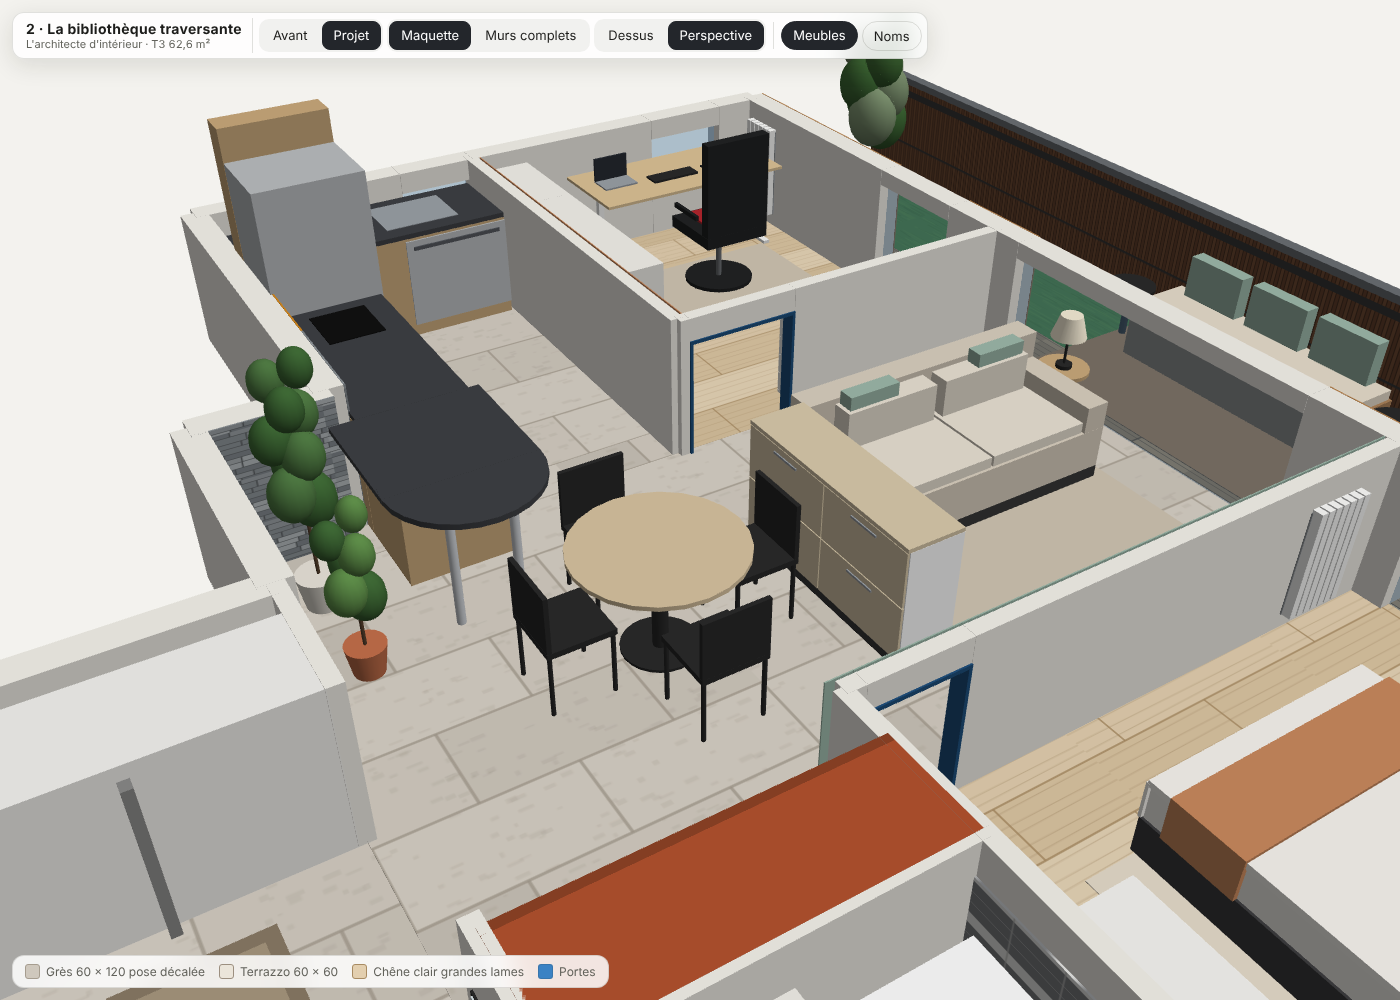 2 · La bibliothèque traversante
L'architecte d'intérieur · T3 62,6 m²
Avant
Projet
Maquette
Murs complets
Dessus
Perspective
Meubles
Noms
Grès 60 × 120 pose décalée
Terrazzo 60 × 60
Chêne clair grandes lames
Portes